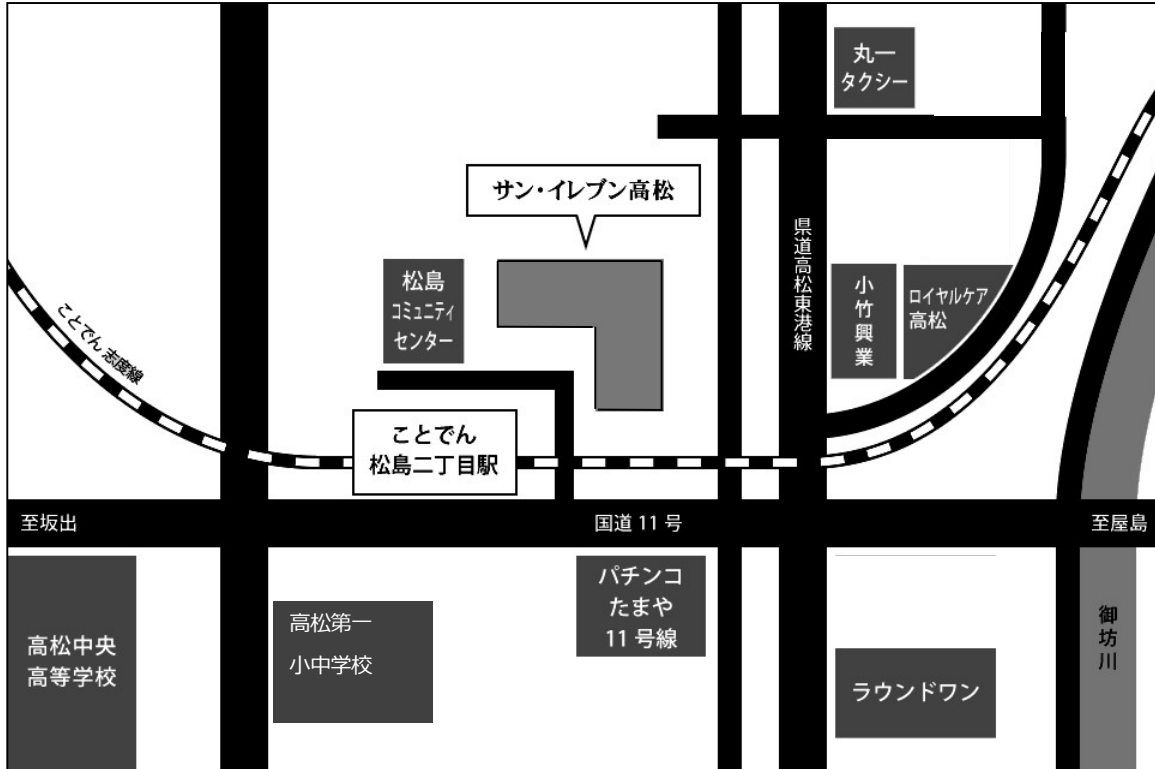 丸一
タクシー
サン・イレブン高松
県道高松東港線
松島
コミュニティ
センター
小竹興業
ロイヤルケア
高松
ことでん 志度線
ことでん
松島二丁目駅
至坂出
国道 11 号
至屋島
パチンコ
たまや
11 号線
高松第一
小中学校
高松中央
高等学校
御坊川
ラウンドワン